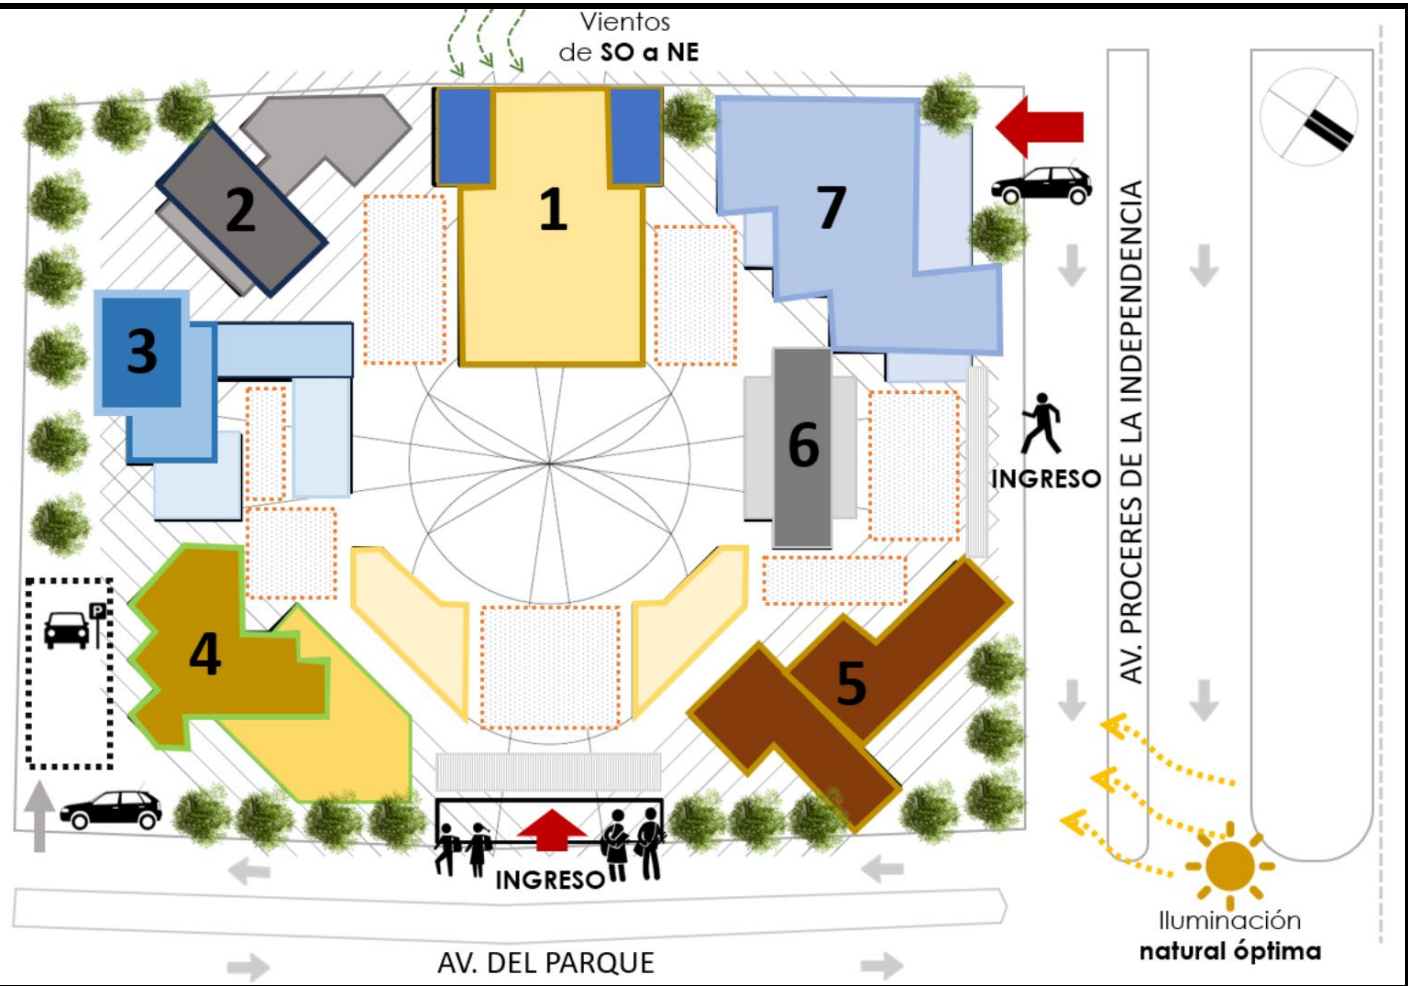 Vientos
de SO a NE
1
2
3
4
5
6
7
P
INGRESO
INGRESO
AV. PROCERES DE LA INDEPENDENCIA
AV. DEL PARQUE
Iluminación
natural óptima